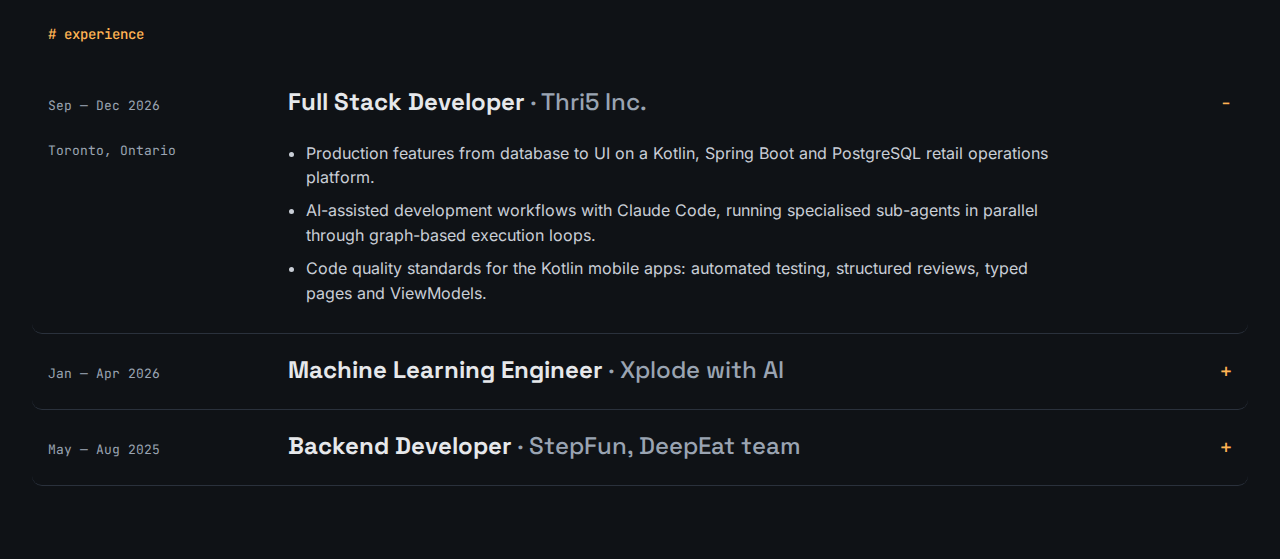 # experience
Sep — Dec 2026
Full Stack Developer · Thri5 Inc.
-
Toronto, Ontario
• Production features from database to UI on a Kotlin, Spring Boot and PostgreSQL retail operations
platform.
• AI-assisted development workflows with Claude Code, running specialised sub-agents in parallel
through graph-based execution loops.
• Code quality standards for the Kotlin mobile apps: automated testing, structured reviews, typed
pages and ViewModels.
Jan — Apr 2026
Machine Learning Engineer · Xplode with AI
+
May — Aug 2025
Backend Developer · StepFun, DeepEat team
+